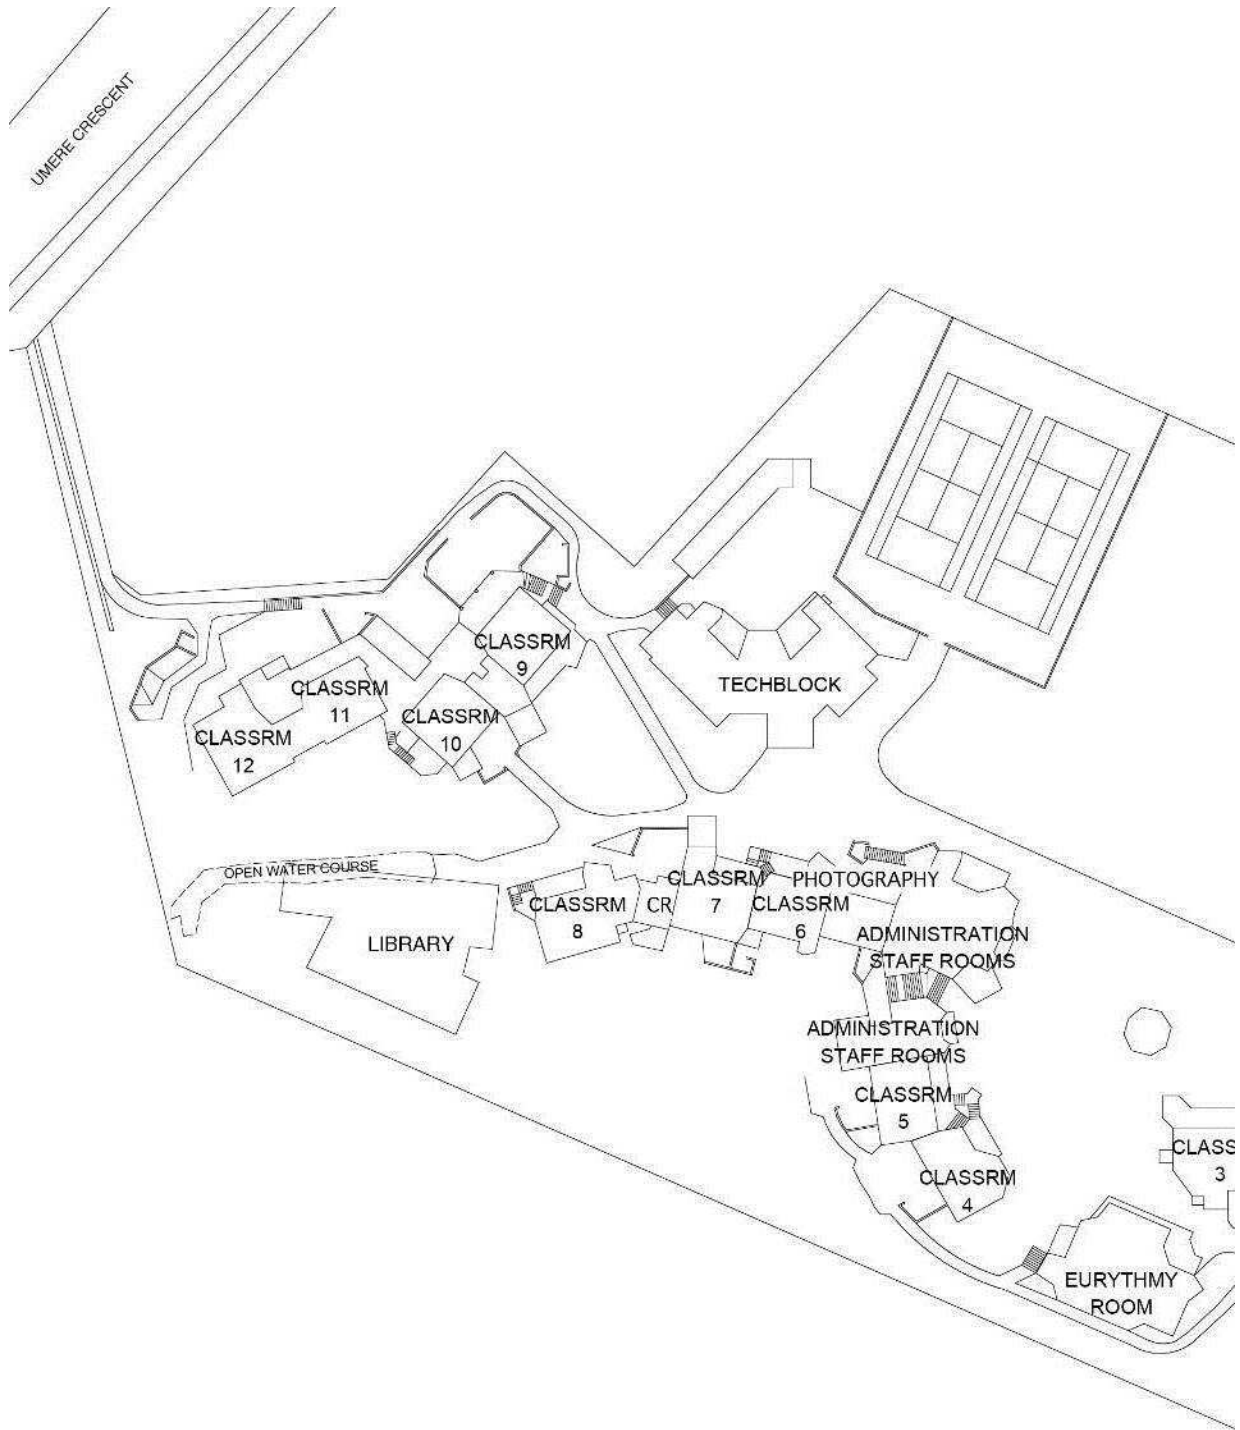 UMERE CRESCENT
CLASSRM
9
TECHBLOCK
CLASSRM
11
CLASSRM
10
CLASSRM
12
OPEN WATER COURSE
CLASSRM
7
PHOTOGRAPHY
CLASSRM
8
CR
CLASSRM
6
LIBRARY
ADMINISTRATION
STAFF ROOMS
ADMINISTRATION
STAFF ROOMS
CLASSRM
5
CLASS
3
CLASSRM
4
EURYTHMY
ROOM